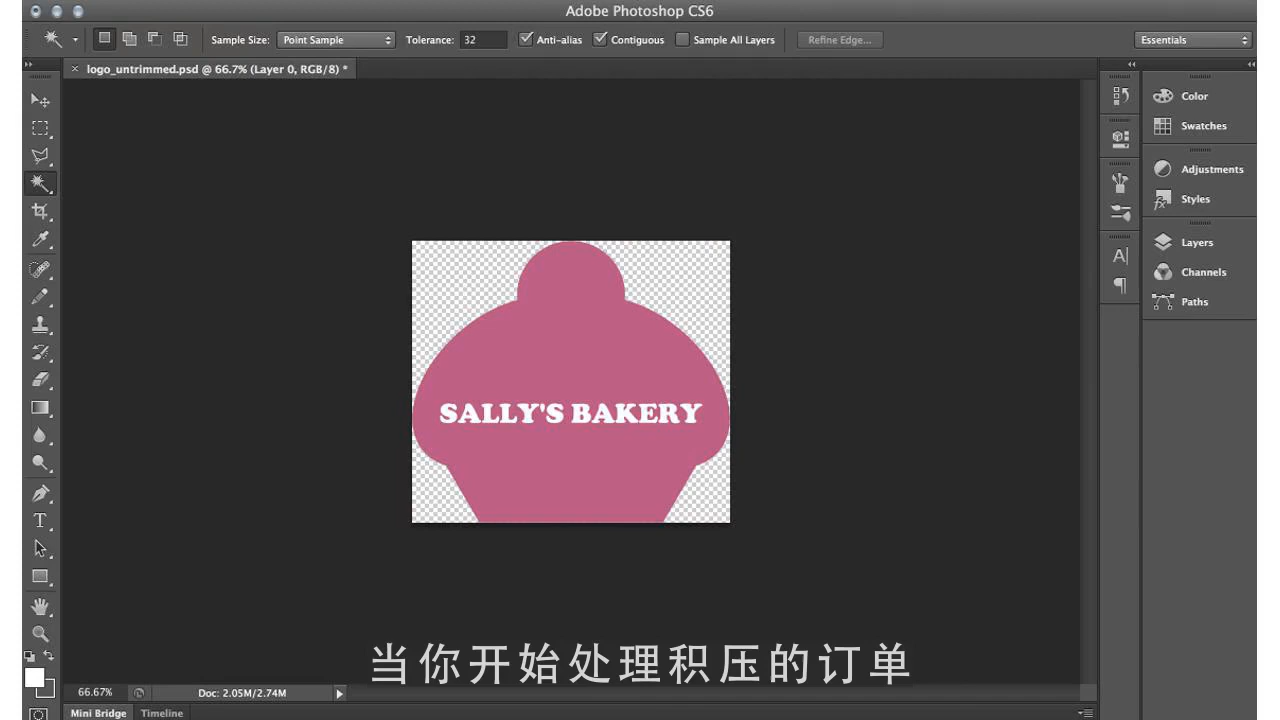 Adobe Photoshop CS6
Sample Size: Point Sample Tolerance: 32 Anti-alias Contiguous Sample All Layers Refine Edge... Essentials
× logo_untrimmed.psd @ 66.7% (Layer 0, RGB/8) *
Color
Swatches
Adjustments
Styles
Layers
Channels
Paths
SALLY'S BAKERY
当你开始处理积压的订单
66.67% Doc: 2.05M/2.74M
Mini Bridge Timeline